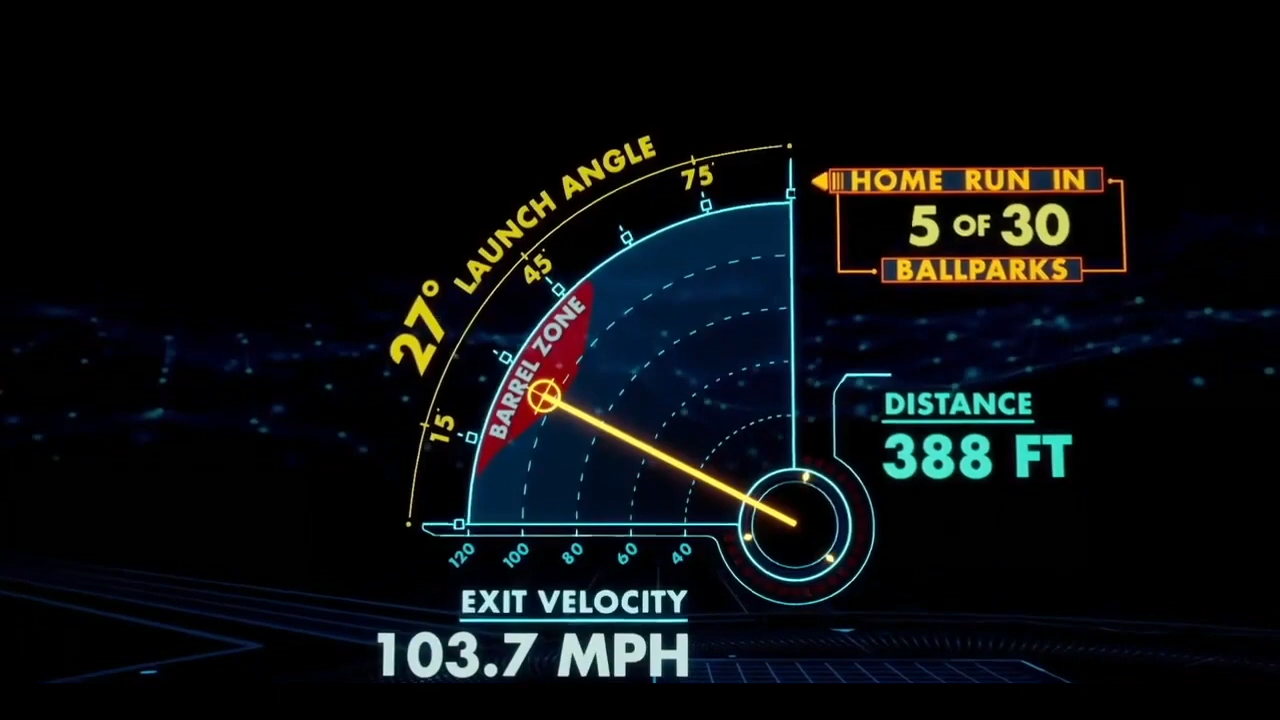 27° LAUNCH ANGLE
75°
45°
15°
BARREL ZONE
HOME RUN IN
5 OF 30
BALLPARKS
DISTANCE
388 FT
120 100 80 60 40
EXIT VELOCITY
103.7 MPH